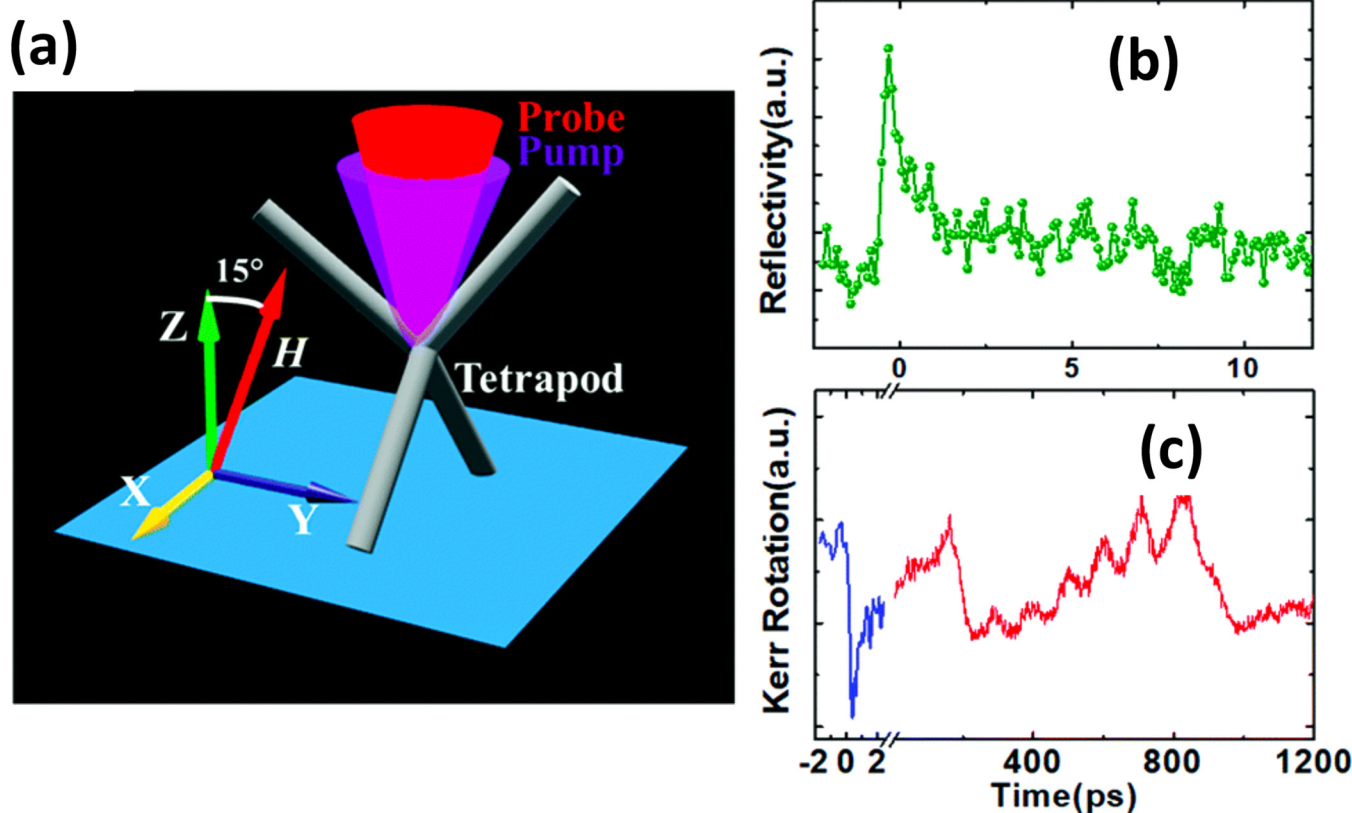 (a)
Probe
Pump
15°
Z
H
Tetrapod
X
Y
(b)
Reflectivity(a.u.)
0 5 10
(c)
Kerr Rotation(a.u.)
-2 0 2 400 800 1200
Time(ps)